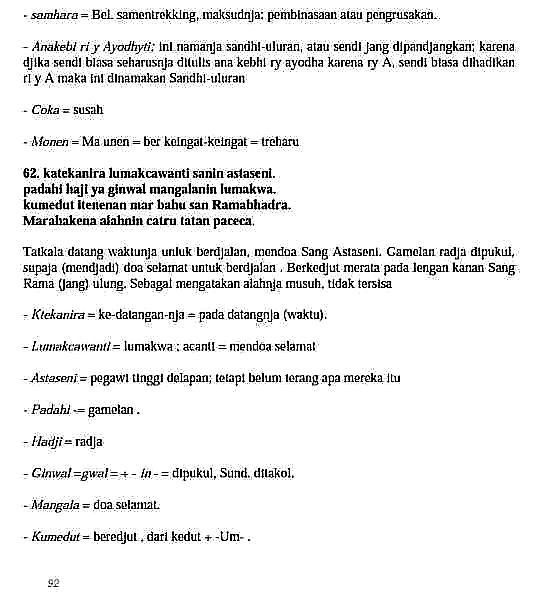 - samhara = Bel. samentrekking, maksudnja: pembinasaan atau pengrusakan.
- Anakebi ri y Ayodhyti; ini namanja sandhi-uluran, atau sendi jang dipandjangkan; karena
djika sendi biasa seharusnja ditulis ana kebhi ry ayodha karena ry A, sendi biasa dihadikan
ri y A maka ini dinamakan Sandhi-uluran
- Coka = susah
- Monen = Ma unen = ber keingat-keingat = treharu
62. katekanira lumakcawanti sanin astaseni.
padahi haji ya ginwal mangalanin lumakwa.
kumedut itenenan mar bahu san Ramabhadra.
Marahakena alahnin catru tatan paceca.
Tatkala datang waktunja untuk berdjalan, mendoa Sang Astaseni. Gamelan radja dipukul,
supaja (mendjadi) doa selamat untuk berdjalan . Berkedjut merata pada lengan kanan Sang
Rama (jang) ulung. Sebagai mengatakan alahnja musuh, tidak tersisa
- Ktekanira = ke-datangan-nja = pada datangnja (waktu).
- Lumakcawanti = lumakwa ; acanti = mendoa selamat
- Astaseni = pegawi tinggi delapan; tetapi belum terang apa mereka itu
- Padahi -= gamelan .
- Hadji = radja
- Ginwal =gwal = + - in - = dipukul, Sund. ditakol.
- Mangala = doa selamat.
- Kumedut = beredjut , dari kedut + -Um- .
92